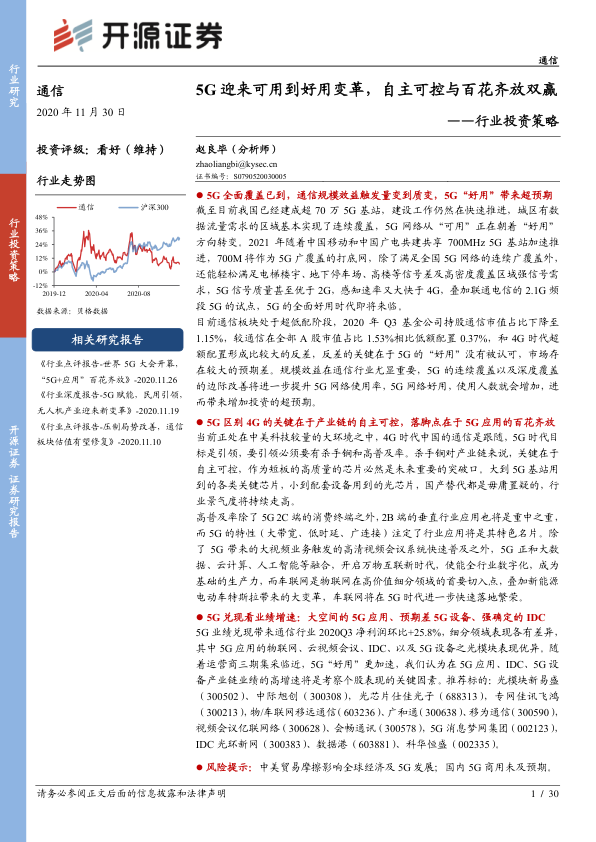 开源证券
通信
行业研究
通信
2020 年 11 月 30 日
投资评级：看好（维持）
行业走势图
通信 沪深300
48%
36%
24%
12%
0%
-12%
2019-12 2020-04 2020-08
数据来源：贝格数据
相关研究报告
《行业点评报告-世界 5G 大会开幕，
“5G+应用”百花齐放》-2020.11.26
《行业深度报告-5G 赋能，民用引领，
无人机产业迎来新变革》-2020.11.19
《行业点评报告-压制局势改善，通信
板块估值有望修复》-2020.11.10
行业投资策略
开源证券 证券研究报告
5G 迎来可用到好用变革，自主可控与百花齐放双赢
——行业投资策略
赵良毕（分析师）
zhaoliangbi@kysec.cn
证书编号：S0790520030005
● 5G 全面覆盖已到，通信规模效益触发量变到质变，5G“好用”带来超预期
截至目前我国已经建成超 70 万 5G 基站，建设工作仍然在快速推进，城区有数
据流量需求的区域基本实现了连续覆盖，5G 网络从“可用”正在朝着“好用”
方向转变。2021 年随着中国移动和中国广电共建共享 700MHz 5G 基站加速推
进，700M 将作为 5G 广覆盖的打底网，除了满足全国 5G 网络的连续广覆盖外，
还能轻松满足电梯楼宇、地下停车场、高楼等信号差及高密度覆盖区域强信号需
求，5G 信号质量甚至优于 2G，感知速率又大快于 4G，叠加联通电信的 2.1G 频
段 5G 的试点，5G 的全面好用时代即将来临。
目前通信板块处于超低配阶段，2020 年 Q3 基金公司持股通信市值占比下降至
1.15%，较通信在全部 A 股市值占比 1.53%相比低额配置 0.37%，和 4G 时代超
额配置形成比较大的反差，反差的关键在于 5G 的“好用”没有被认可，市场存
在较大的预期差。规模效益在通信行业尤显重要，5G 的连续覆盖以及深度覆盖
的边际改善将进一步提升 5G 网络使用率，5G 网络好用，使用人数就会增加，进
而带来增加投资的超预期。
● 5G 区别 4G 的关键在于产业链的自主可控，落脚点在于 5G 应用的百花齐放
当前正处在中美科技较量的大环境之中，4G 时代中国的通信是跟随，5G 时代目
标是引领，要引领必须要有杀手锏和高普及率。杀手锏对产业链来说，关键在于
自主可控，作为短板的高质量的芯片必然是未来重要的突破口。大到 5G 基站用
到的各类关键芯片，小到配套设备用到的光芯片，国产替代都是毋庸置疑的，行
业景气度将持续走高。
高普及率除了 5G 2C 端的消费终端之外，2B 端的垂直行业应用也将是重中之重，
而 5G 的特性（大带宽、低时延、广连接）注定了行业应用将是其特色名片。除
了 5G 带来的大视频业务触发的高清视频会议系统快速普及之外，5G 正和大数
据、云计算、人工智能等融合，开启万物互联新时代，使能全行业数字化，成为
基础的生产力，而车联网是物联网在高价值细分领域的首要切入点，叠加新能源
电动车特斯拉带来的大变革，车联网将在 5G 时代进一步快速落地繁荣。
● 5G 兑现看业绩增速：大空间的 5G 应用、预期差 5G 设备、强确定的 IDC
5G 业绩兑现带来通信行业 2020Q3 净利润环比+25.8%，细分领域表现各有差异，
其中 5G 应用的物联网、云视频会议、IDC、以及 5G 设备之光模块表现优异。随
着运营商三期集采临近，5G“好用”更加速，我们认为在 5G 应用、IDC、5G 设
备产业链业绩的高增速将是考察个股表现的关键因素。推荐标的：光模块新易盛
（300502）、中际旭创（300308）、光芯片仕佳光子（688313）、专网佳讯飞鸿
（300213），物/车联网移远通信（603236）、广和通（300638）、移为通信（300590），
视频会议亿联网络（300628）、会畅通讯（300578），5G 消息梦网集团（002123），
IDC 光环新网（300383）、数据港（603881）、科华恒盛（002335）。
● 风险提示：中美贸易摩擦影响全球经济及 5G 发展；国内 5G 商用未及预期。
请务必参阅正文后面的信息披露和法律声明
1 / 30